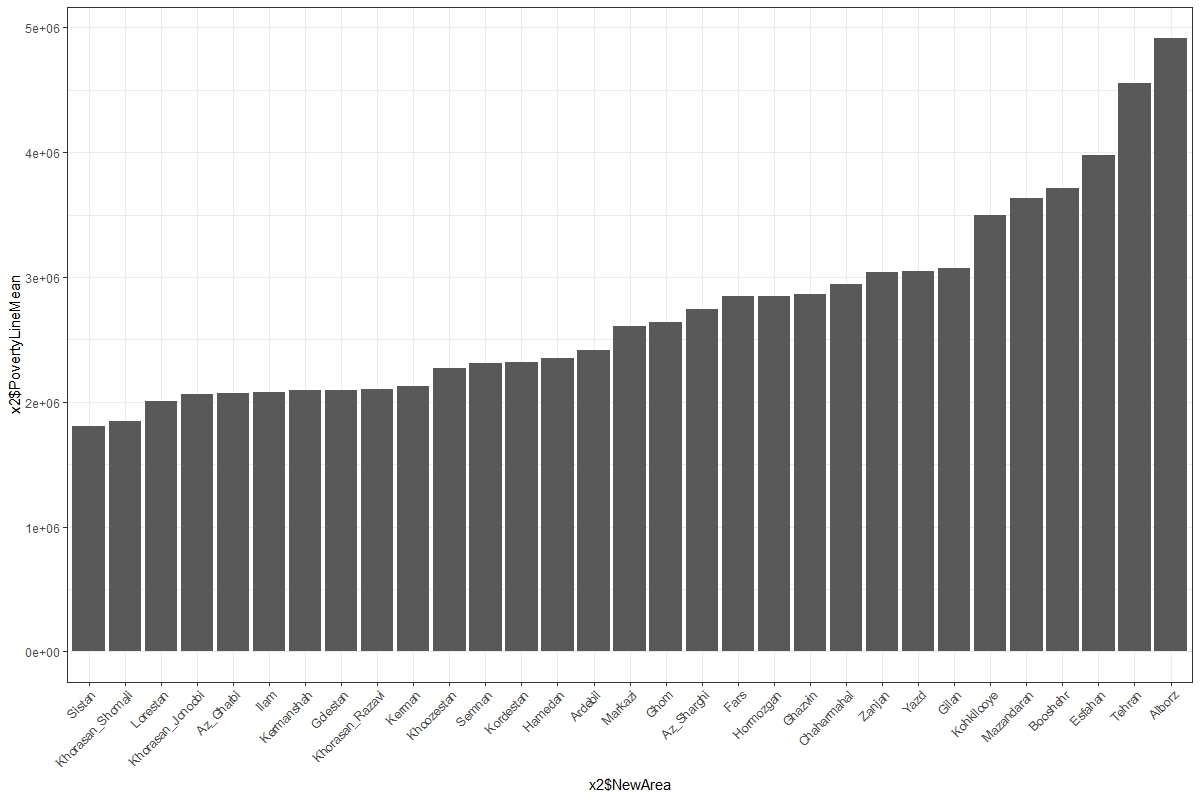 5e+06
4e+06
3e+06
2e+06
1e+06
0e+00
x2$PovertyLineMean
Sistan
Khorasan_Shomali
Lorestan
Khorasan_Jonoobi
Az_Gharbi
Ilam
Kermanshah
Golestan
Khorasan_Razavi
Kerman
Khoozestan
Semnan
Kordestan
Hamedan
Ardebil
Markazi
Ghom
Az_Sharghi
Fars
Hormozgan
Ghazvin
Chaharmahal
Zanjan
Yazd
Gilan
Kohkilooye
Mazandaran
Booshehr
Esfahan
Tehran
Alborz
x2$NewArea